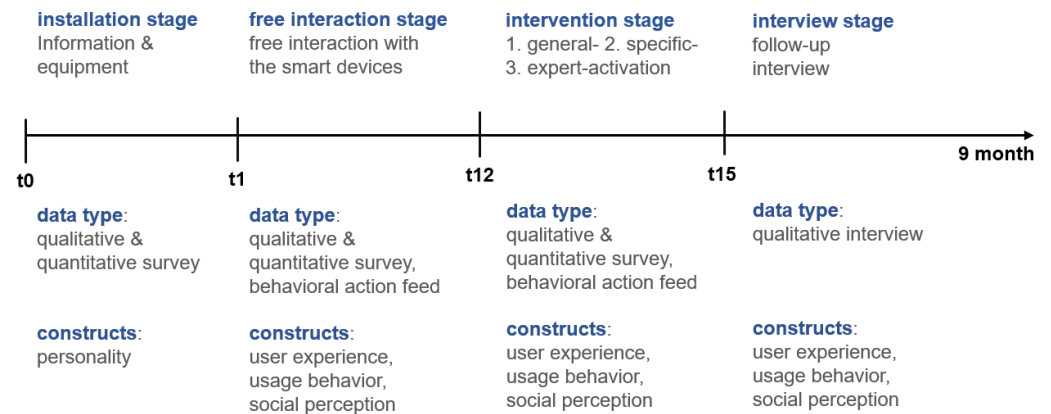 installation stage
Information &
equipment
free interaction stage
free interaction with
the smart devices
intervention stage
1. general- 2. specific-
3. expert-activation
interview stage
follow-up
interview
9 month
t0
t1
t12
t15
data type:
qualitative &
quantitative survey
data type:
qualitative &
quantitative survey,
behavioral action feed
data type:
qualitative &
quantitative survey,
behavioral action feed
data type:
qualitative interview
constructs:
personality
constructs:
user experience,
usage behavior,
social perception
constructs:
user experience,
usage behavior,
social perception
constructs:
user experience,
usage behavior,
social perception